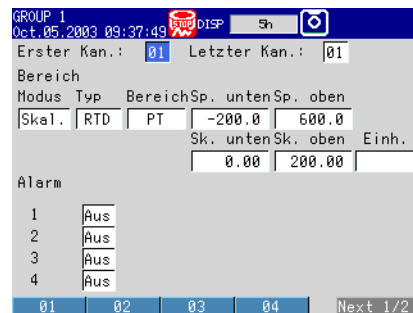 GROUP 1
Oct.05.2003 09:37:49 STOP DISP 5h
Erster Kan.: 01 Letzter Kan.: 01
Bereich
Modus Typ Bereich Sp. unten Sp. oben
Skal. RTD PT -200.0 600.0
Sk. unten Sk. oben Einh.
0.00 200.00
Alarm
1 Aus
2 Aus
3 Aus
4 Aus
01 02 03 04 Next 1/2